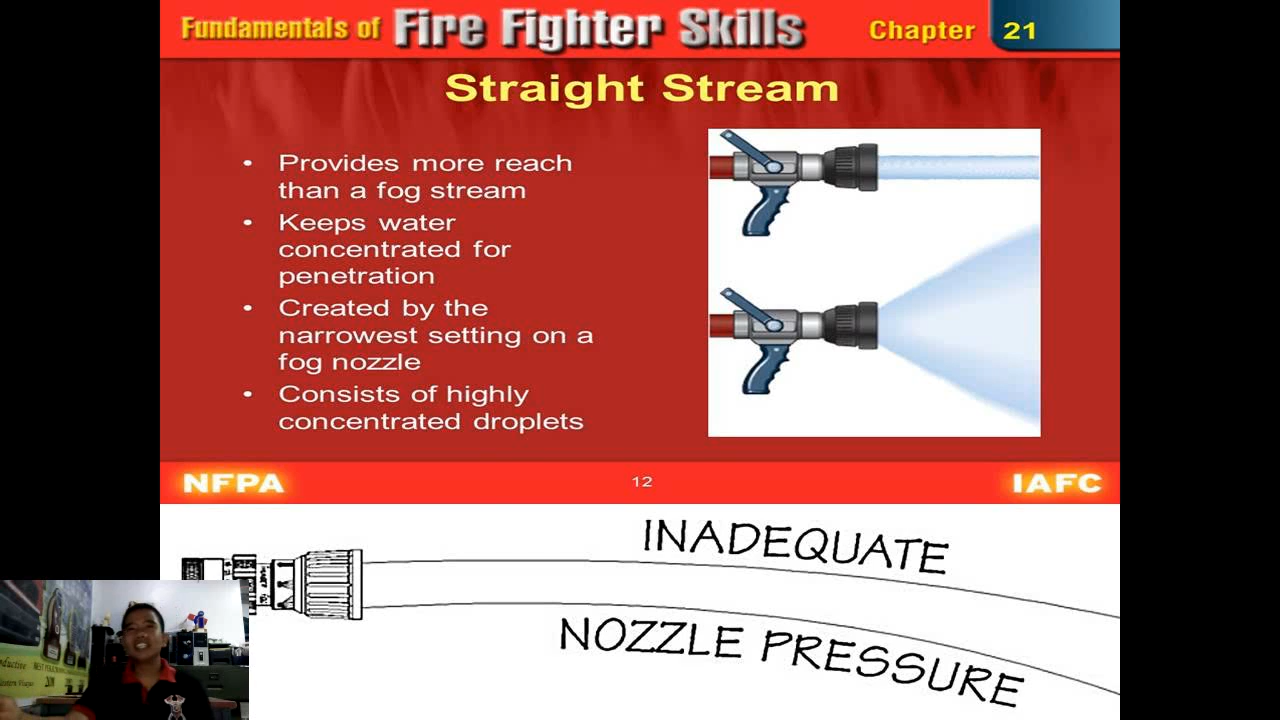 Fundamentals of Fire Fighter Skills
Chapter 21
Straight Stream
• Provides more reach
than a fog stream
• Keeps water
concentrated for
penetration
• Created by the
narrowest setting on a
fog nozzle
• Consists of highly
concentrated droplets
NFPA
12
IAFC
INADEQUATE
NOZZLE PRESSURE